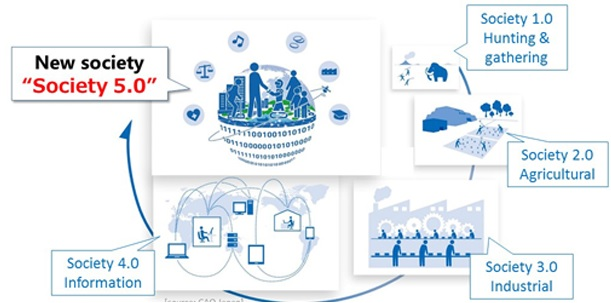 New society
“Society 5.0”
Society 1.0
Hunting &
gathering
Society 2.0
Agricultural
Society 3.0
Industrial
Society 4.0
Information